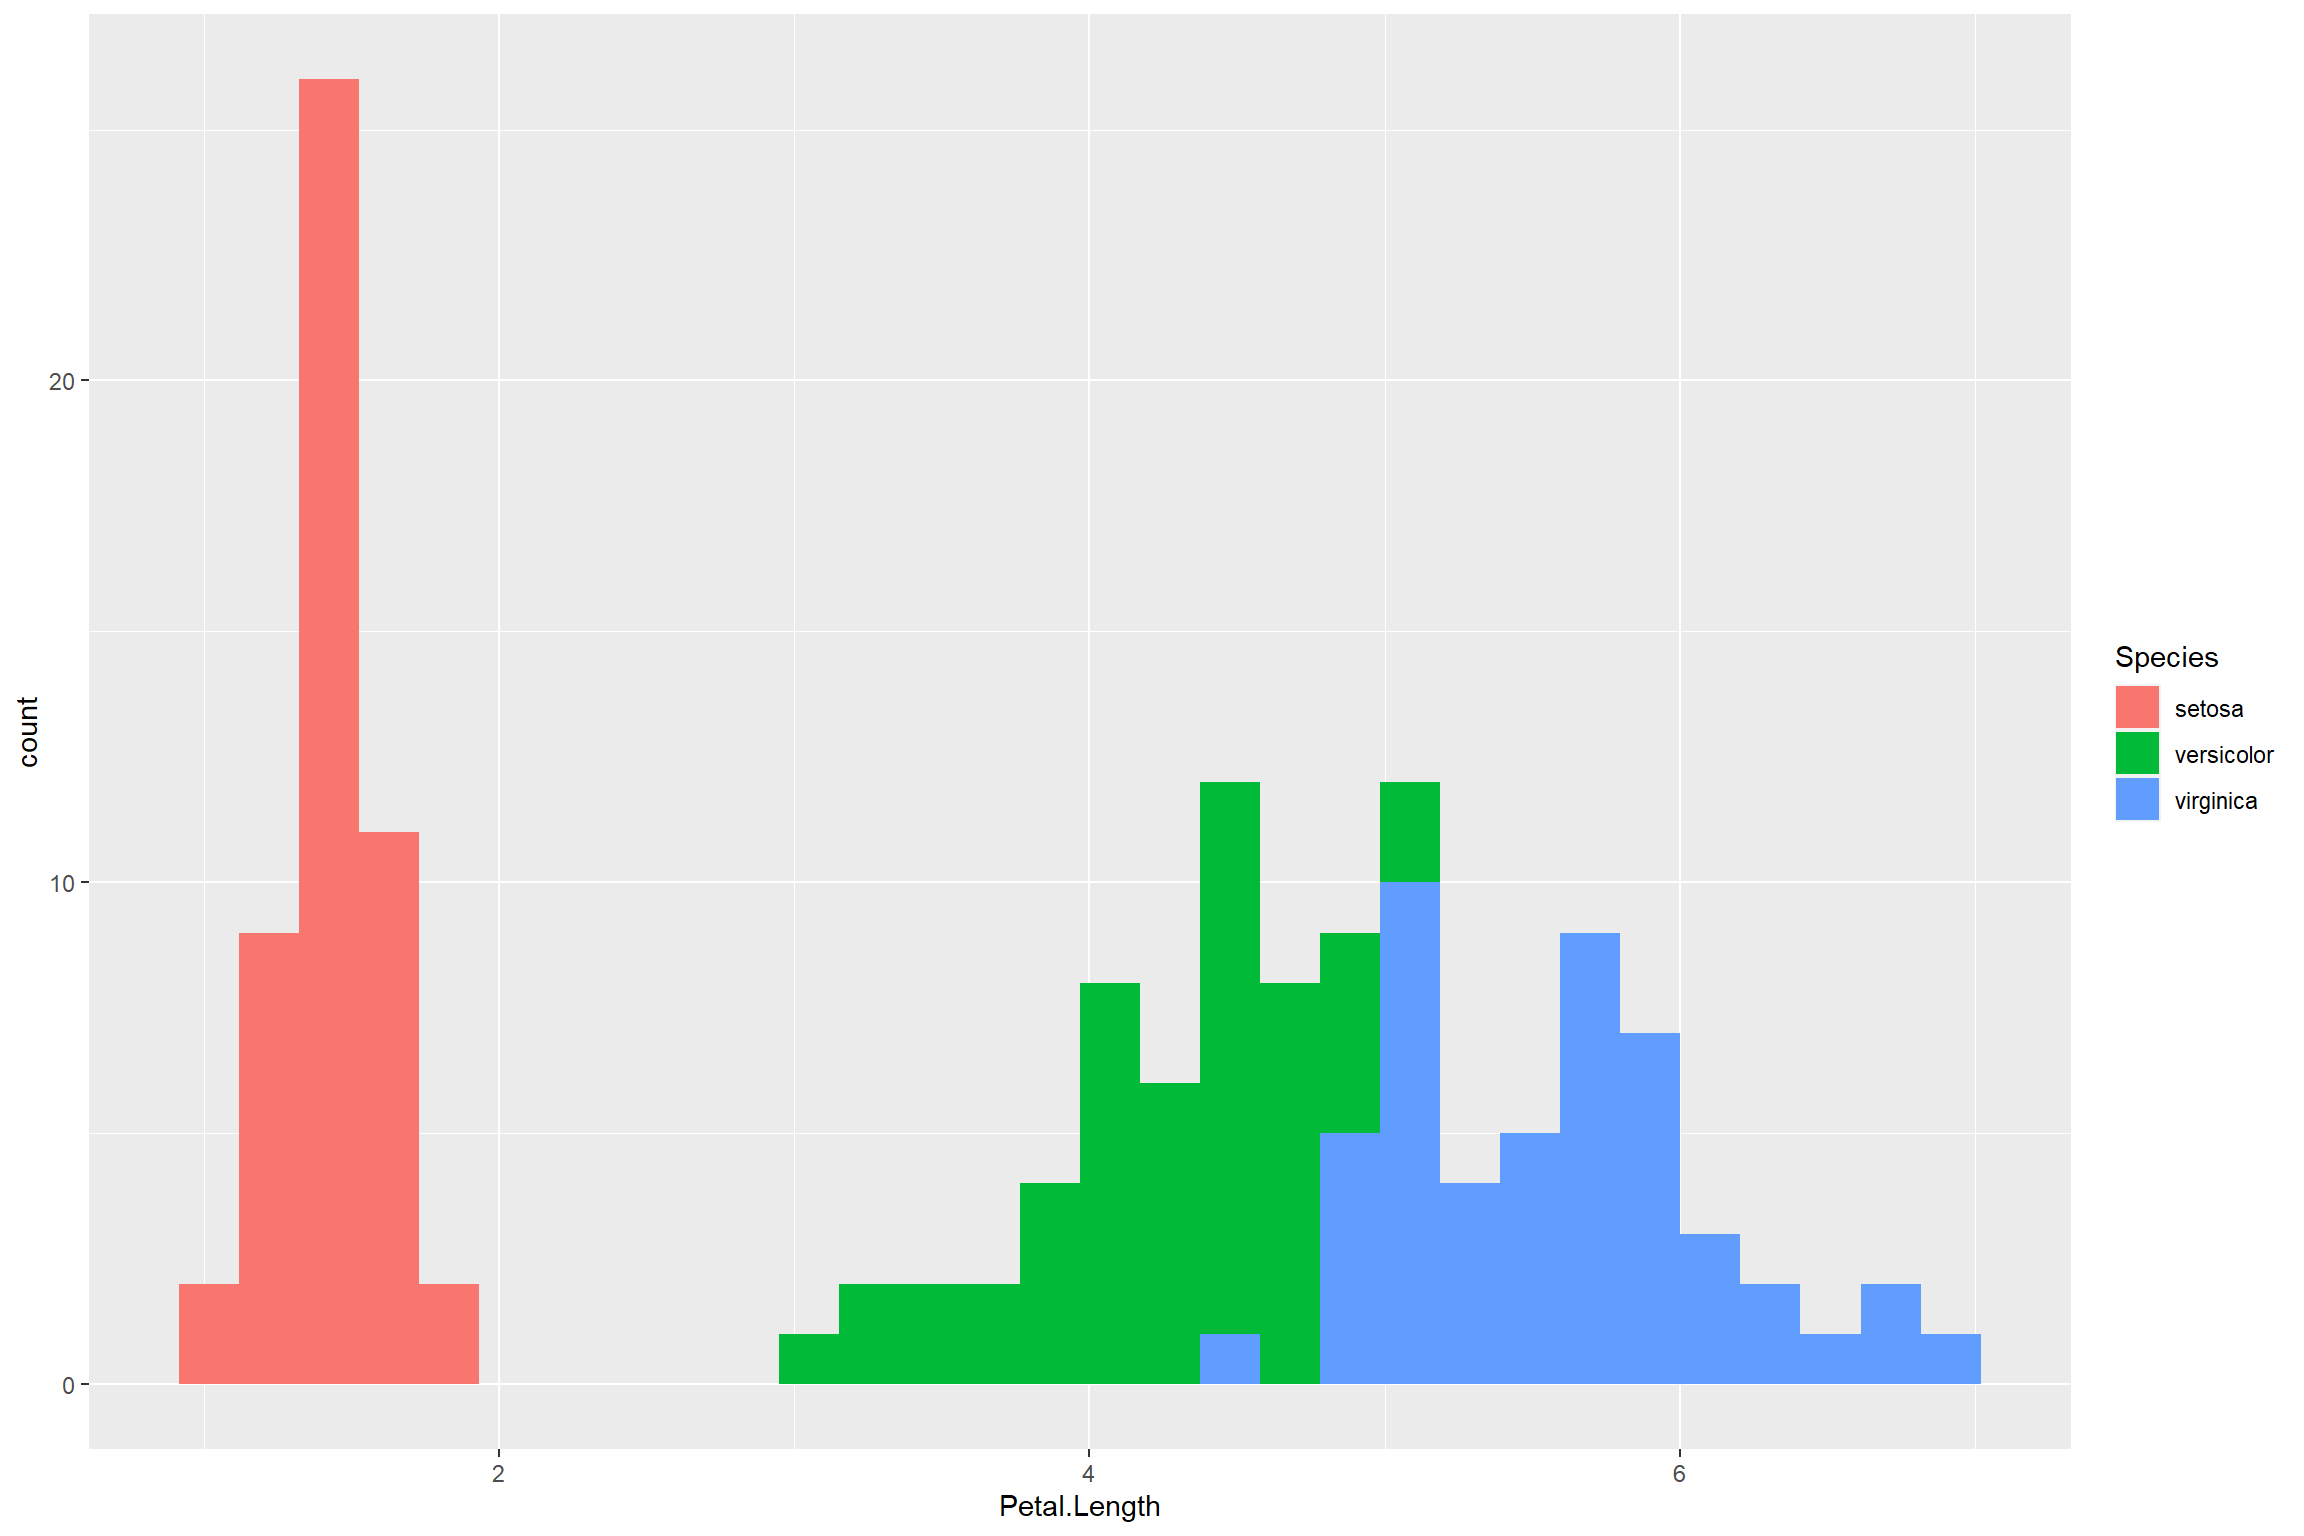 20
10
0
count
2 4 6
Petal.Length
Species
setosa
versicolor
virginica